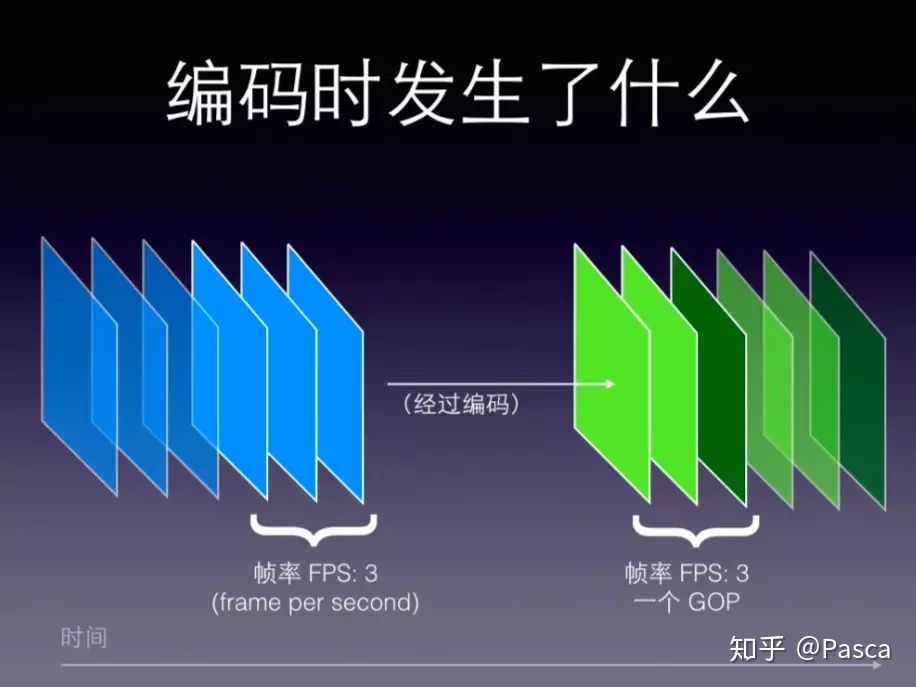 编码时发生了什么
（经过编码）
帧率 FPS: 3
(frame per second)
帧率 FPS: 3
一个 GOP
时间
知乎 @Pasca